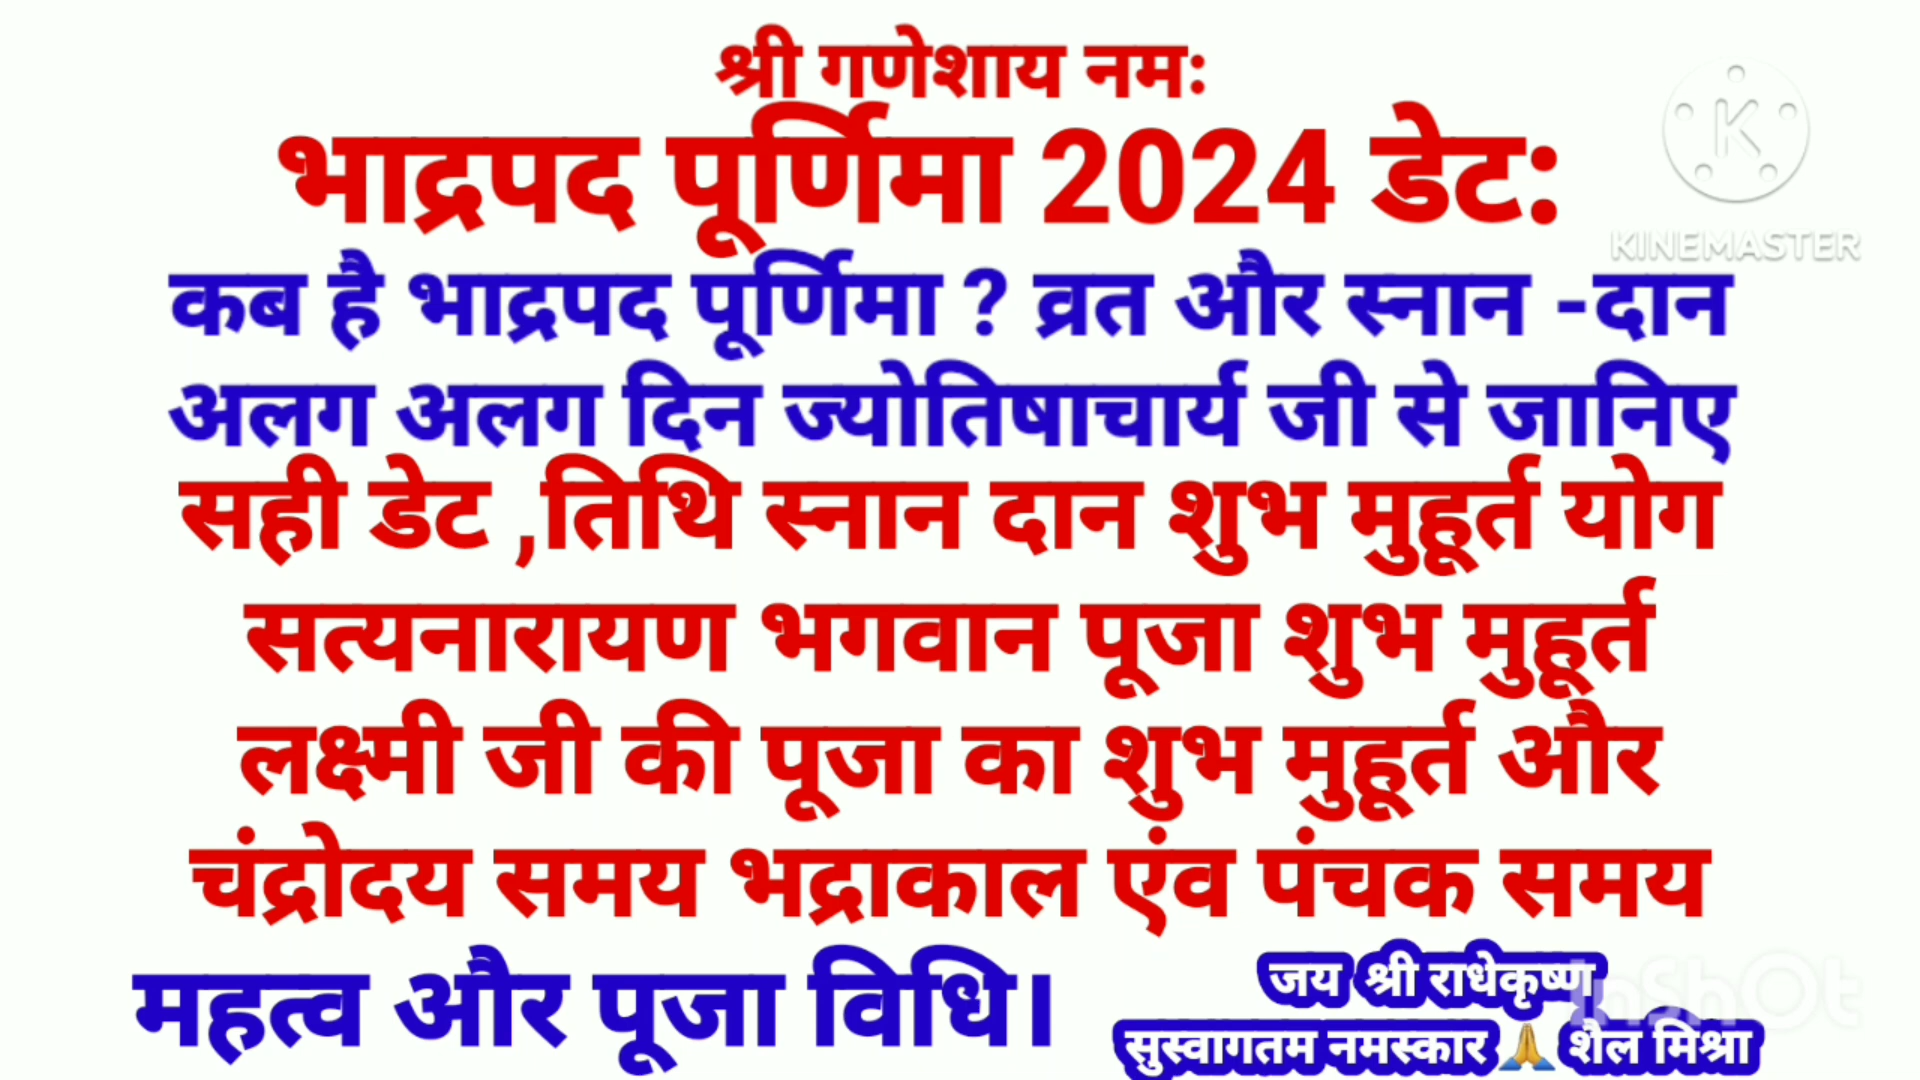 श्री गणेशाय नमः
भाद्रपद पूर्णिमा 2024 डेट:
KINEMASTER
कब है भाद्रपद पूर्णिमा ? व्रत और स्नान -दान
अलग अलग दिन ज्योतिषाचार्य जी से जानिए
सही डेट ,तिथि स्नान दान शुभ मुहूर्त योग
सत्यनारायण भगवान पूजा शुभ मुहूर्त
लक्ष्मी जी की पूजा का शुभ मुहूर्त और
चंद्रोदय समय भद्राकाल एंव पंचक समय
महत्व और पूजा विधि।
जय श्री राधेकृष्ण
InShOt
सुस्वागतम नमस्कार🙏शैल मिश्रा